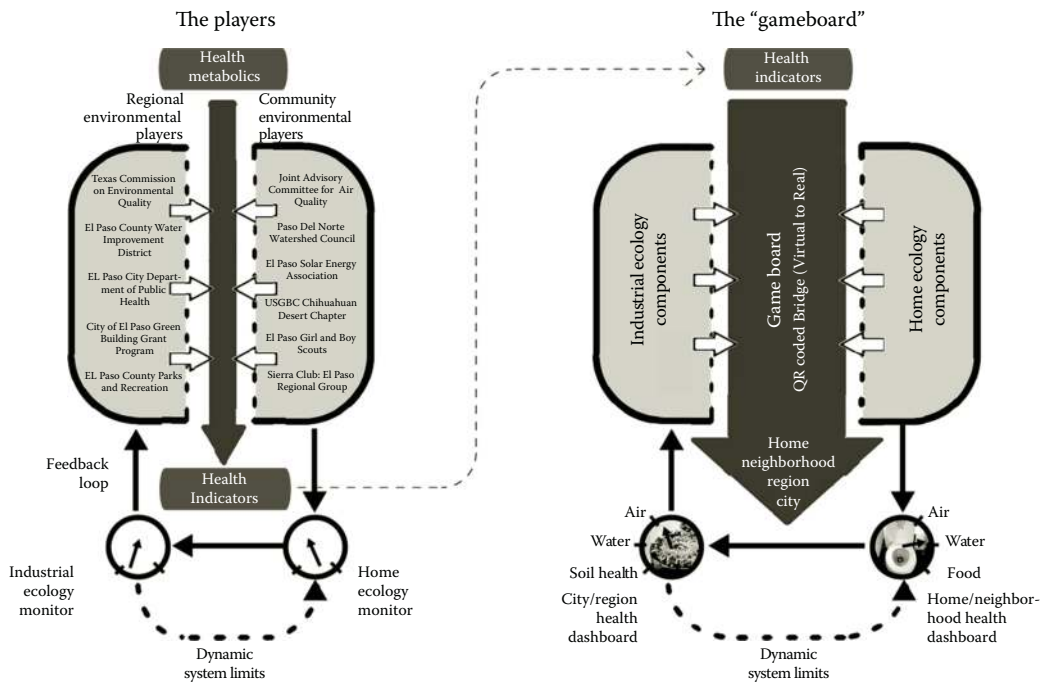 The players
Health
metabolics
Regional
environmental
players
Community
environmental
players
Texas Commission
on Environmental
Quality
El Paso County Water
Improvement
District
EL Paso City Depart-
ment of Public
Health
City of El Paso Green
Building Grant
Program
EL Paso County Parks
and Recreation
Joint Advisory
Committee for Air
Quality
Paso Del Norte
Watershed Council
El Paso Solar Energy
Association
USGBC Chihuahuan
Desert Chapter
El Paso Girl and Boy
Scouts
Sierra Club: El Paso
Regional Group
Feedback
loop
Health
Indicators
Industrial
ecology
monitor
Home
ecology
monitor
Dynamic
system limits
The “gameboard”
Health
indicators
Industrial ecology
components
Game board
QR coded Bridge (Virtual to Real)
Home ecology
components
Home
neighborhood
region
city
Air
Water
Soil health
City/region
health
dashboard
Air
Water
Food
Home/neighbor-
hood health
dashboard
Dynamic
system limits